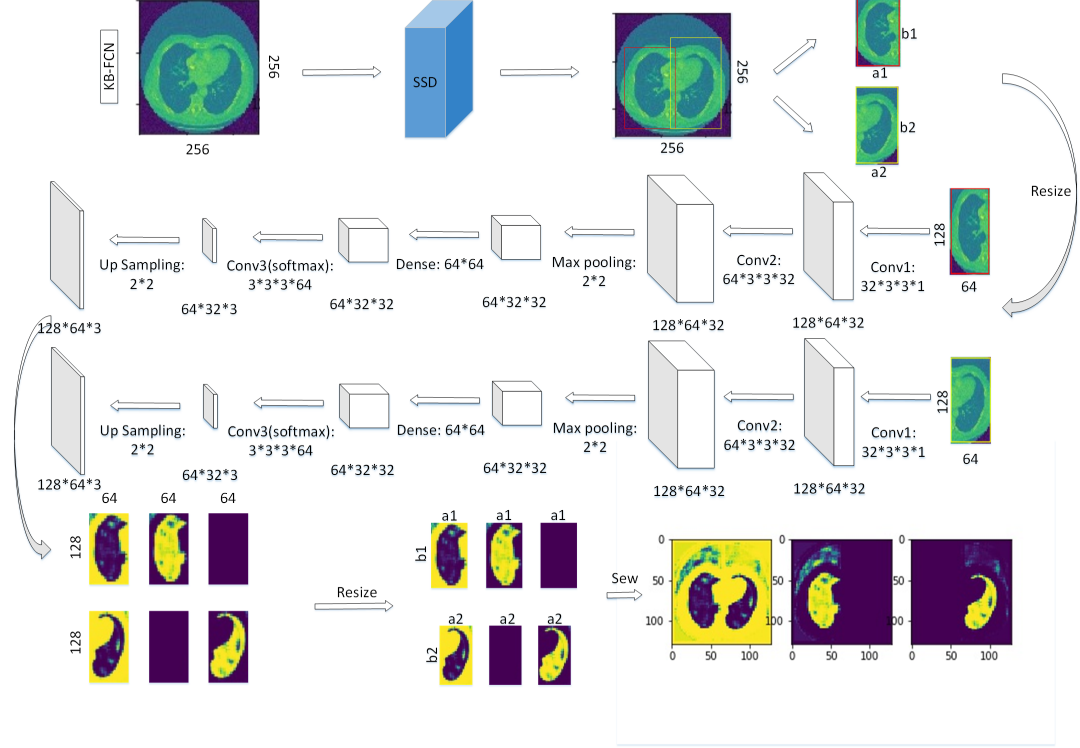 KB-FCN
256
256
SSD
256
256
b1
a1
b2
a2
Resize
128
64
Conv1:
32*3*3*1
128*64*32
Conv2:
64*3*3*32
128*64*32
Max pooling:
2*2
64*32*32
Dense: 64*64
64*32*32
Conv3(softmax):
3*3*3*64
64*32*3
Up Sampling:
2*2
128*64*3
128
64
Conv1:
32*3*3*1
128*64*32
Conv2:
64*3*3*32
128*64*32
Max pooling:
2*2
64*32*32
Dense: 64*64
64*32*32
Conv3(softmax):
3*3*3*64
64*32*3
Up Sampling:
2*2
128*64*3
64 64 64
128
128
Resize
a1 a1 a1
b1
a2 a2 a2
b2
Sew
0
50
100
0 50 100
0
50
100
0 50 100
0
50
100
0 50 100